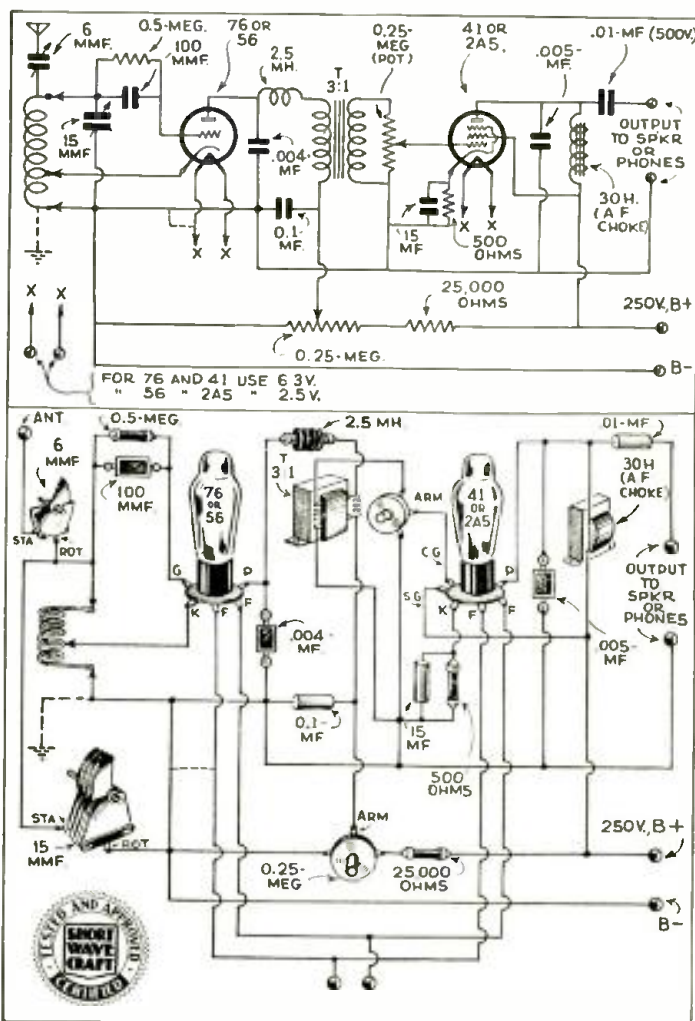 6 MMF.
0.5-MEG.
100 MMF.
76 OR 56
2.5 MH.
T 3:1
0.25-MEG (POT)
41 OR 2A5,
.005-MF.
.01-MF (500V.)
15 MMF
.004 MF
0.1-MF.
15 MF
500 OHMS
30 H. (A F CHOKE)
OUTPUT TO SPKR OR PHONES
X X
X X
X X
25,000 OHMS
0.25-MEG.
250V, B+
B-
FOR 76 AND 41 USE 6.3V.
" 56 " 2A5 " 2.5V.
ANT
6 MMF
STA
ROT
0.5-MEG
100 MMF.
76 OR 56
G
P
K
F
F
2.5 MH
T 3:1
ARM
CG
SG
41 OR 2A5
P
K
F
F
.01-MF
30H (A F CHOKE)
OUTPUT TO SPKR OR PHONES
.005-MF
.004 MF.
0.1-MF
15 MF
500 OHMS
STA
ROT
15 MMF.
ARM
0.25-MEG
25,000 OHMS
250V, B+
B-
TESTED AND APPROVED
SHORT
WAVE
CRAFT
CERTIFIED